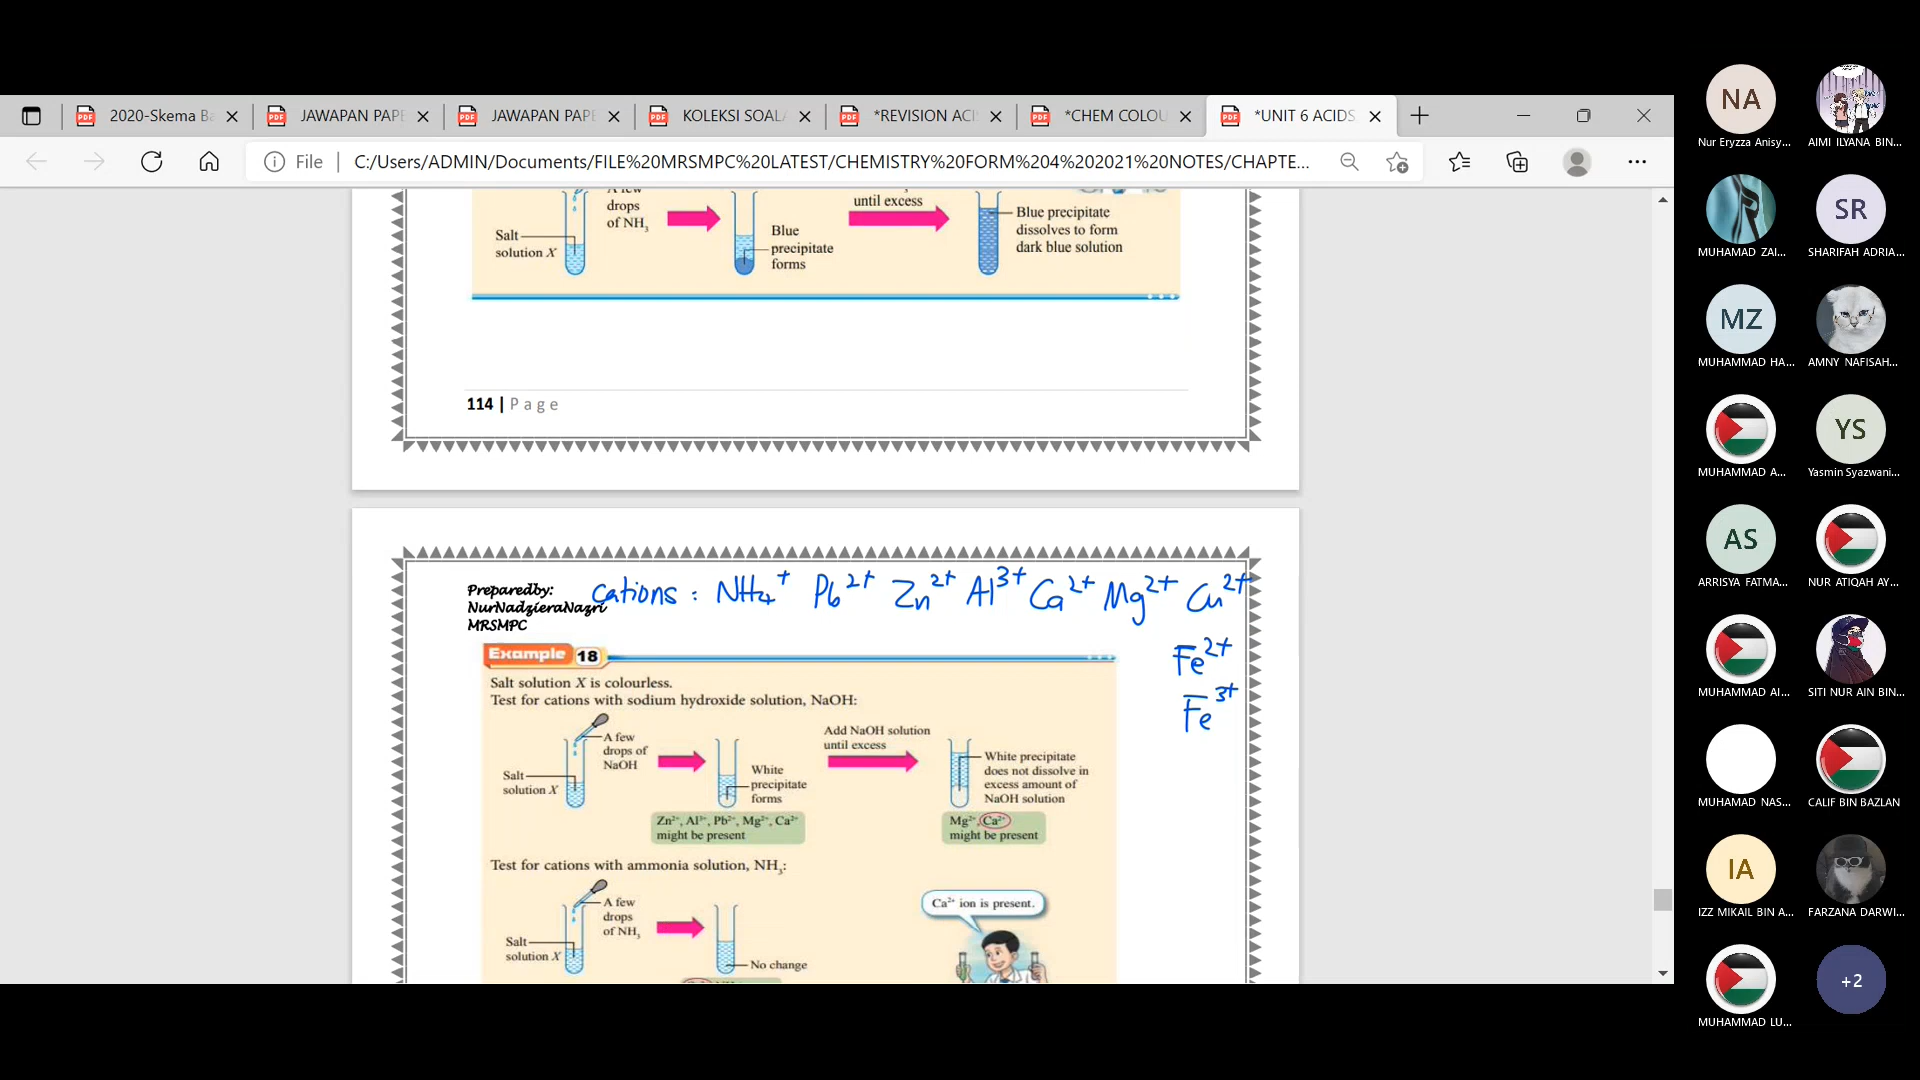 2020-Skema Ba
JAWAPAN PAPE
JAWAPAN PAPE
KOLEKSI SOALA
*REVISION ACI
*CHEM COLOU
*UNIT 6 ACIDS
File
C:/Users/ADMIN/Documents/FILE%20MRSMPC%20LATEST/CHEMISTRY%20FORM%204%202021%20NOTES/CHAPTE...
drops
of NH₃
Salt
solution X
Blue
precipitate
forms
until excess
Blue precipitate
dissolves to form
dark blue solution
114 | Page
Preparedby:
NurNadzieraNazri
MRSMPC
cations : NH₄⁺ Pb²⁺ Zn²⁺ Al³⁺ Ca²⁺ Mg²⁺ Cu²⁺
Fe²⁺
Fe³⁺
Example 18
Salt solution X is colourless.
Test for cations with sodium hydroxide solution, NaOH:
A few
drops of
NaOH
Salt
solution X
White
precipitate
forms
Zn²⁺, Al³⁺, Pb²⁺, Mg²⁺, Ca²⁺
might be present
Add NaOH solution
until excess
White precipitate
does not dissolve in
excess amount of
NaOH solution
Mg²⁺, Ca²⁺
might be present
Test for cations with ammonia solution, NH₃:
A few
drops
of NH₃
Salt
solution X
No change
Ca²⁺ ion is present.
NA
Nur Eryzza Anisy...
AIMI ILYANA BIN...
MUHAMAD ZAI...
SR
SHARIFAH ADRIA...
MZ
MUHAMMAD HA...
AMNY NAFISAH...
MUHAMMAD A...
YS
Yasmin Syazwani...
AS
ARRISYA FATMA...
NUR ATIQAH AY...
MUHAMMAD AI...
SITI NUR AIN BIN...
MUHAMAD NAS...
CALIF BIN BAZLAN
IA
IZZ MIKAIL BIN A...
FARZANA DARWI...
MUHAMMAD LU...
+2